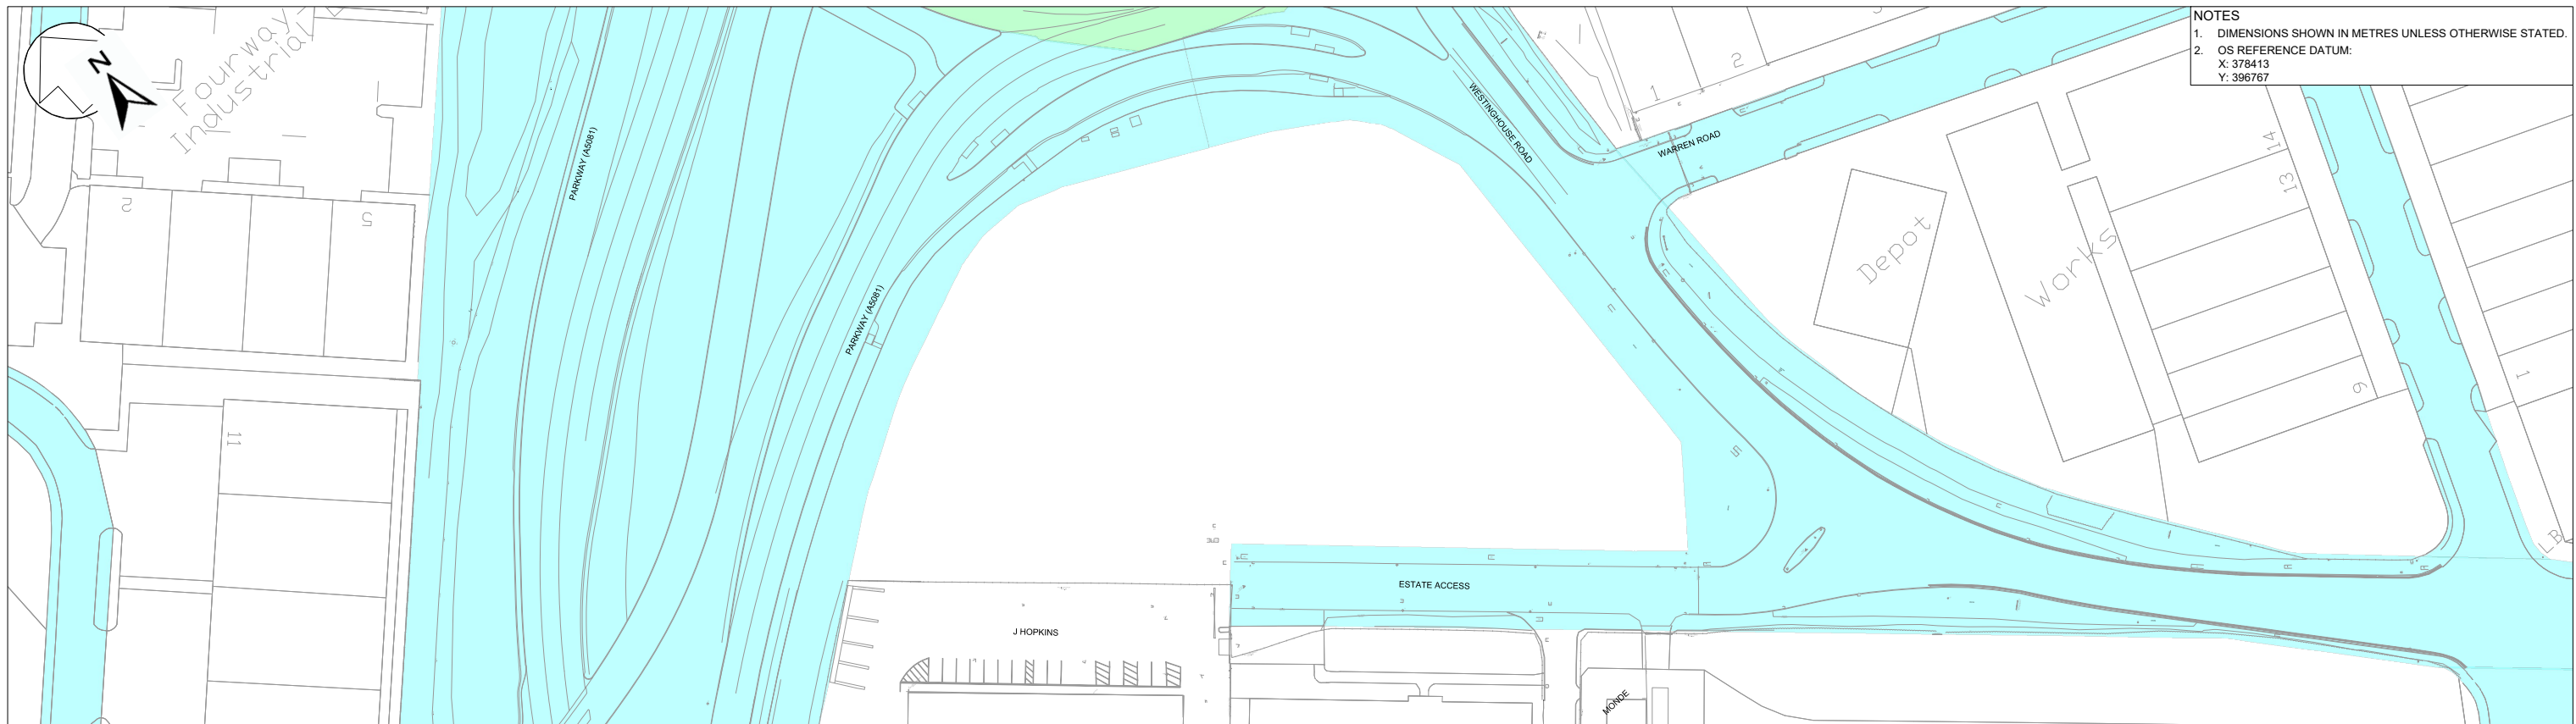 NOTES
1. DIMENSIONS SHOWN IN METRES UNLESS OTHERWISE STATED.
2. OS REFERENCE DATUM:
X: 378413
Y: 396767
N
Fourway
Industrial
PARKWAY (A5081)
PARKWAY (A5081)
WESTINGHOUSE ROAD
WARREN ROAD
1
2
2
5
11
Depot
Works
14
13
9
1
LB
ESTATE ACCESS
J HOPKINS
MONDE